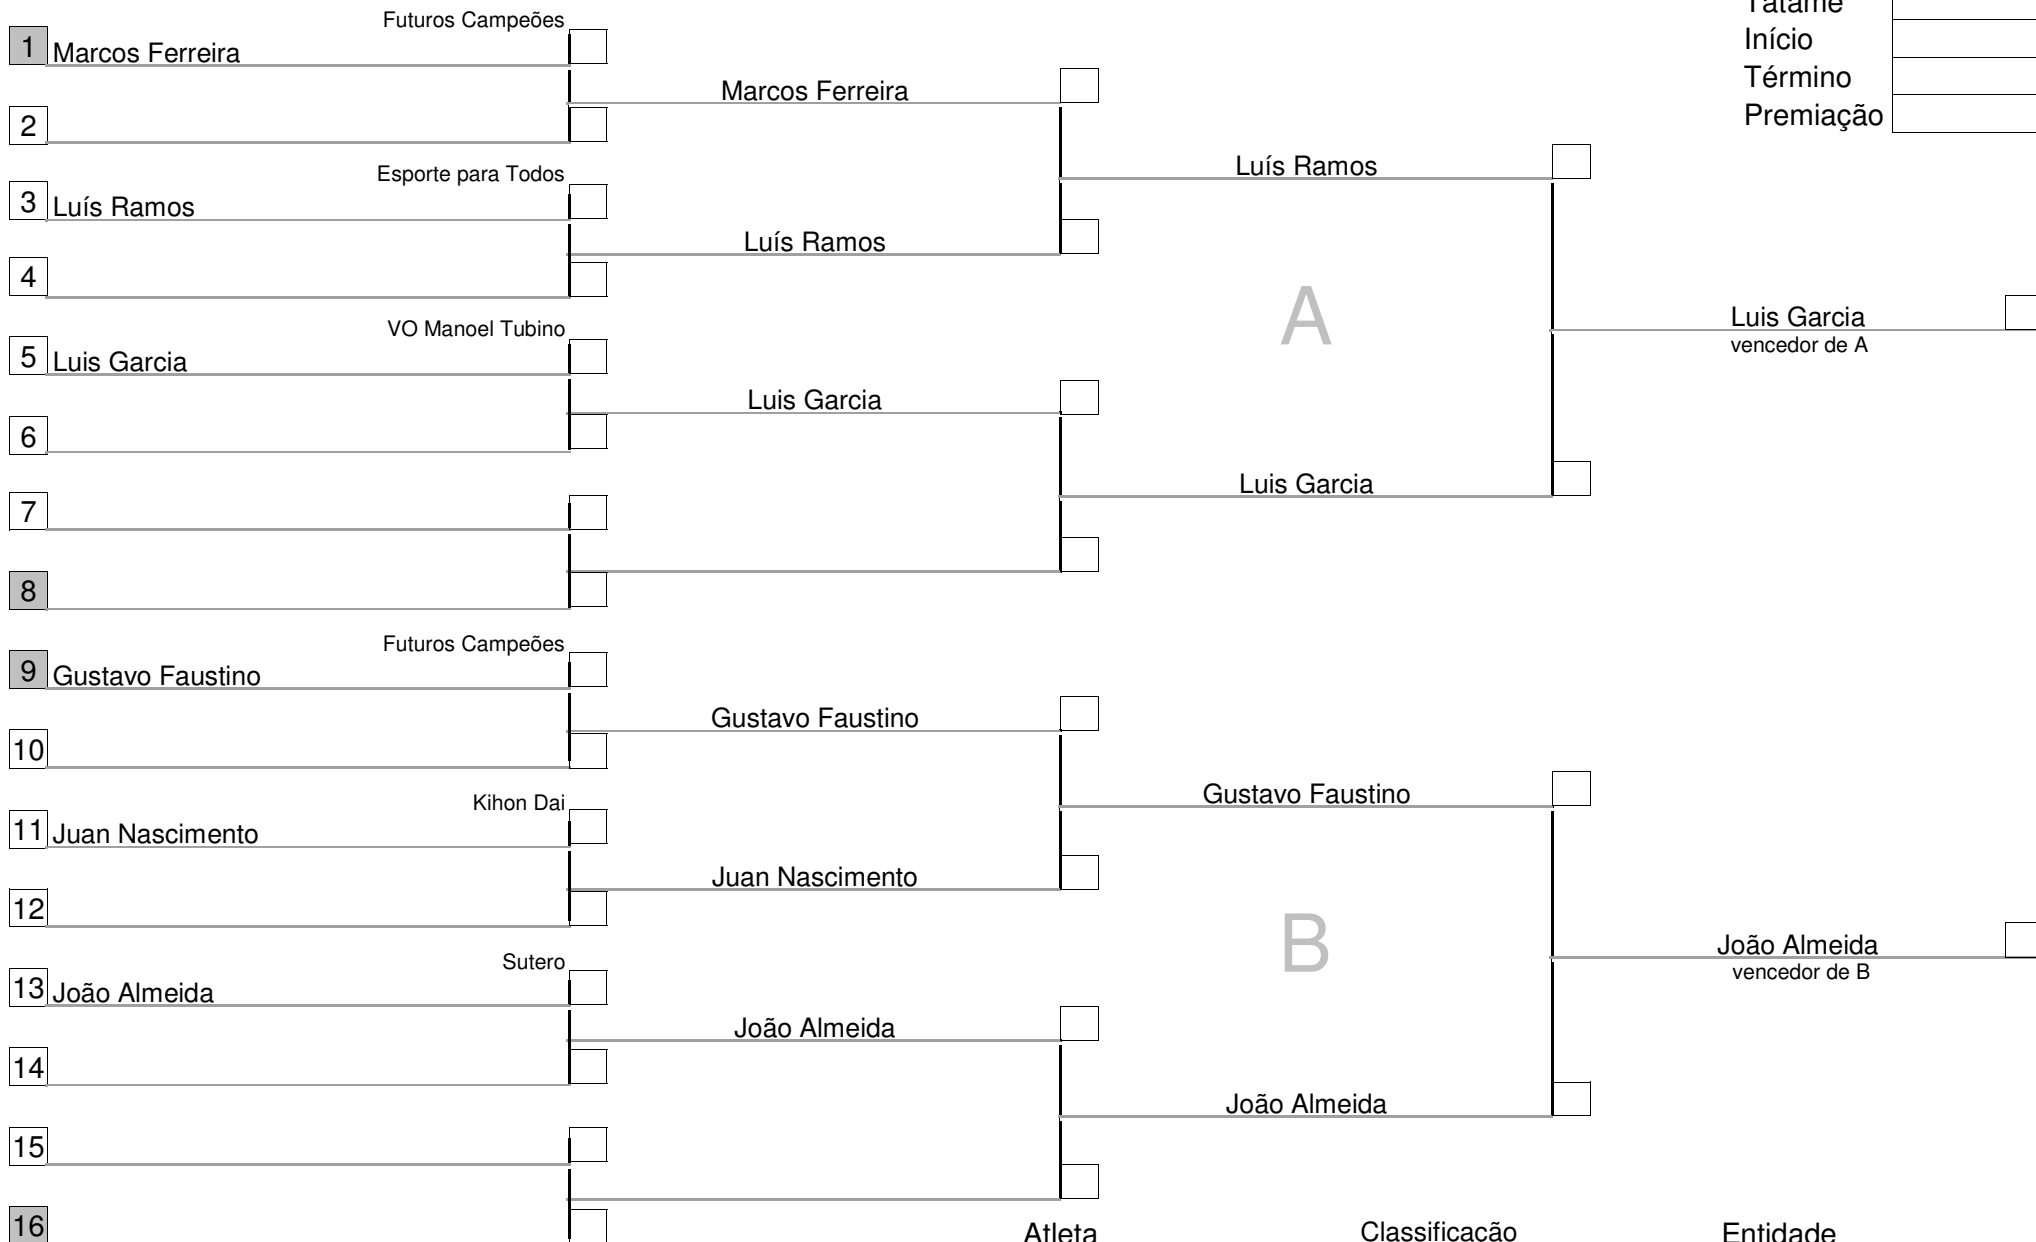 Futuros Campeões
1 Marcos Ferreira
Marcos Ferreira
2
Esporte para Todos
3 Luís Ramos
Luís Ramos
Luís Ramos
4
VO Manoel Tubino
5 Luis Garcia
Luis Garcia
6
Luis Garcia
7
8
A
Luis Garcia
vencedor de A
Futuros Campeões
9 Gustavo Faustino
Gustavo Faustino
10
Gustavo Faustino
Kihon Dai
11 Juan Nascimento
Juan Nascimento
12
Sutero
13 João Almeida
João Almeida
14
João Almeida
15
16
B
João Almeida
vencedor de B
Tatame
Início
Término
Premiação
Atleta Classificação Entidade